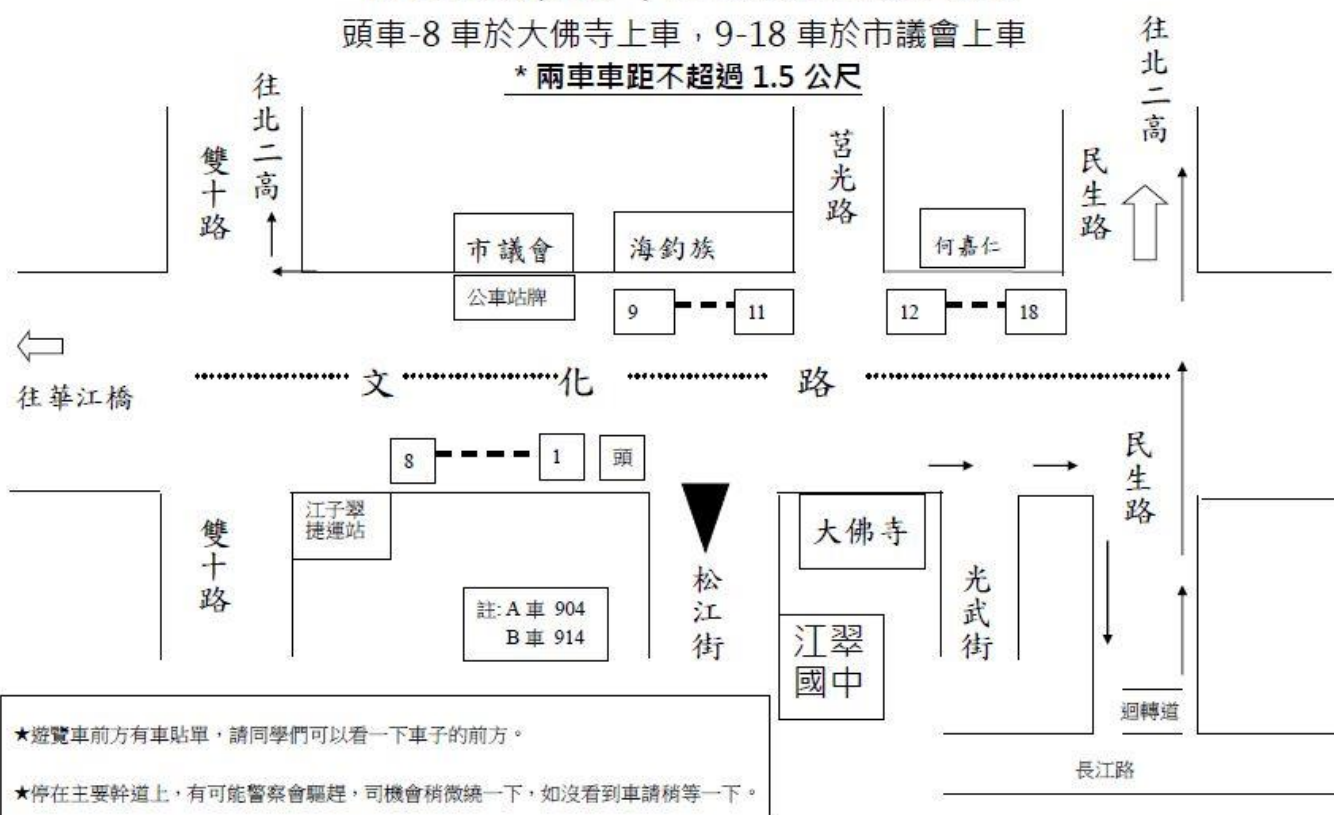 頭車-8 車於大佛寺上車，9-18 車於市議會上車
* 兩車車距不超過 1.5 公尺
往北二高
雙十路
莒光路
民生路
往北二高
市議會
海釣族
何嘉仁
公車站牌
9
11
12
18
往華江橋
文化路
8
1
頭
民生路
江子翠
捷運站
雙十路
大佛寺
松江街
光武街
註: A 車 904
B 車 914
江翠
國中
迴轉道
長江路
★遊覽車前方有車貼單，請同學們可以看一下車子的前方。
★停在主要幹道上，有可能警察會驅趕，司機會稍微繞一下，如沒看到車請稍等一下。